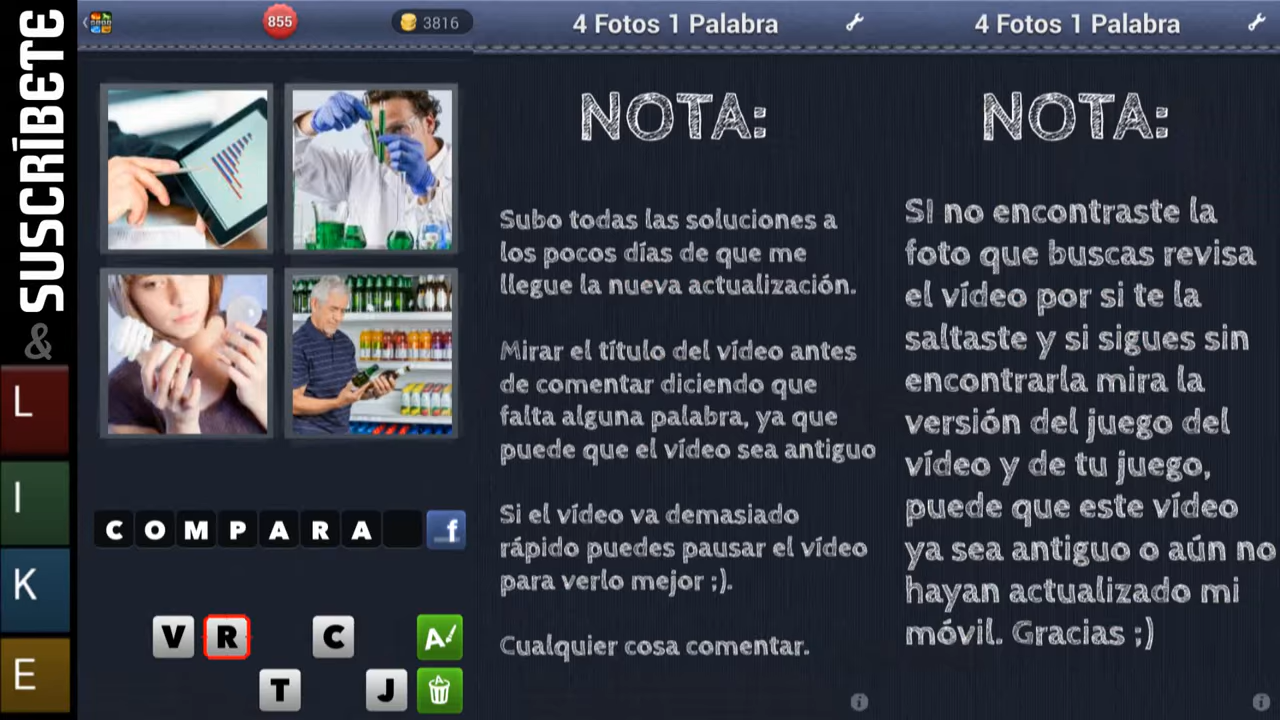 SUSCRÍBETE
&
L
I
K
E
855
3816
COMPARA
f
V R C
A
T J
4 Fotos 1 Palabra
NOTA:
Subo todas las soluciones a
los pocos días de que me
llegue la nueva actualización.
Mirar el título del vídeo antes
de comentar diciendo que
falta alguna palabra, ya que
puede que el vídeo sea antiguo
Si el vídeo va demasiado
rápido puedes pausar el vídeo
para verlo mejor ;).
Cualquier cosa comentar.
i
4 Fotos 1 Palabra
NOTA:
SI no encontraste la
foto que buscas revisa
el vídeo por si te la
saltaste y si sigues sin
encontrarla mira la
versión del juego del
vídeo y de tu juego,
puede que este vídeo
ya sea antiguo o aún no
hayan actualizado mi
móvil. Gracias ;)
i